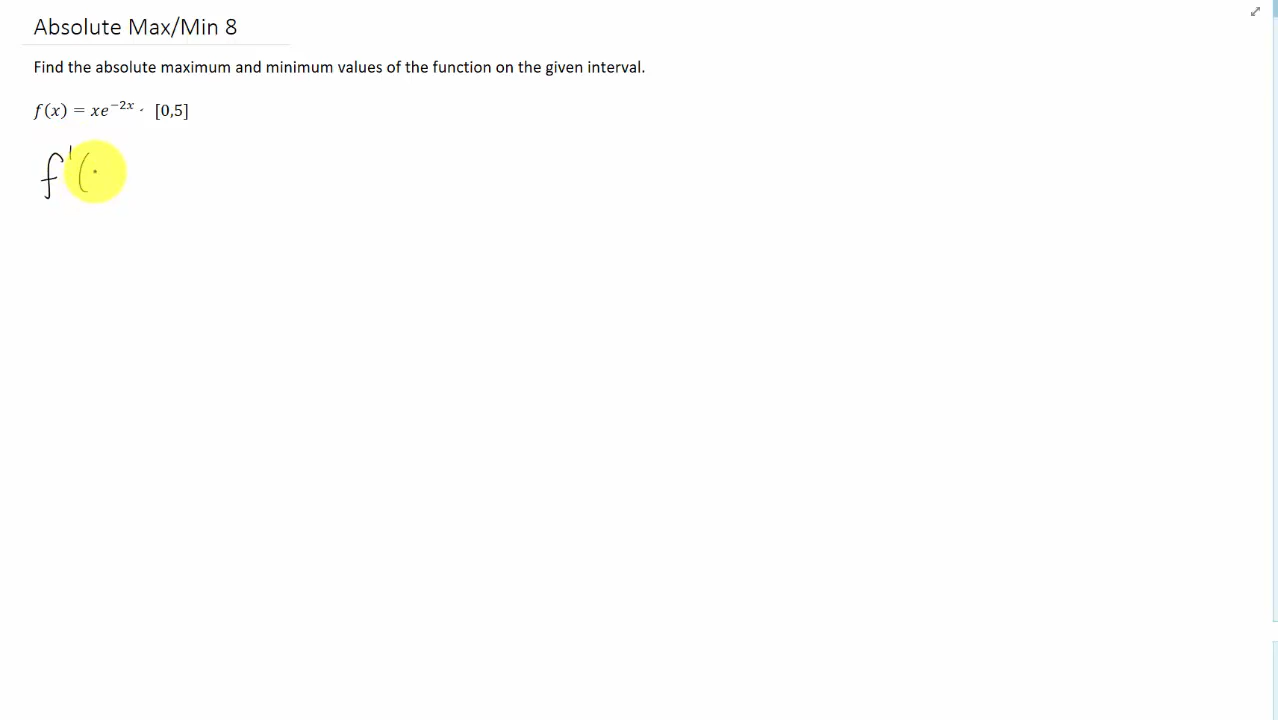 Absolute Max/Min 8
Find the absolute maximum and minimum values of the function on the given interval.
f(x) = xe⁻²ˣ · [0,5]
f'(